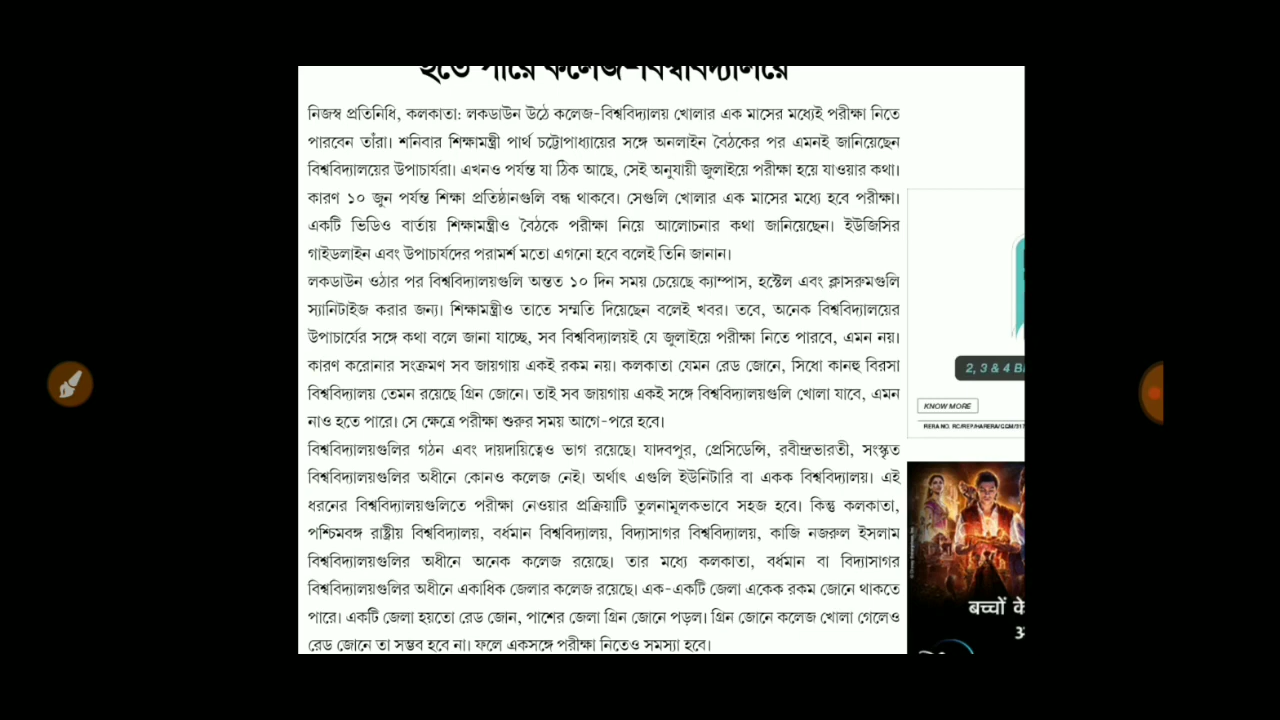 হতে পারে কলেজ-বিশ্ববিদ্যালয়ে
নিজস্ব প্রতিনিধি, কলকাতা: লকডাউন উঠে কলেজ-বিশ্ববিদ্যালয় খোলার এক মাসের মধ্যেই পরীক্ষা নিতে
পারবেন তাঁরা। শনিবার শিক্ষামন্ত্রী পার্থ চট্টোপাধ্যায়ের সঙ্গে অনলাইন বৈঠকের পর এমনই জানিয়েছেন
বিশ্ববিদ্যালয়ের উপাচার্যরা। এখনও পর্যন্ত যা ঠিক আছে, সেই অনুযায়ী জুলাইয়ে পরীক্ষা হয়ে যাওয়ার কথা।
কারণ ১০ জুন পর্যন্ত শিক্ষা প্রতিষ্ঠানগুলি বন্ধ থাকবে। সেগুলি খোলার এক মাসের মধ্যে হবে পরীক্ষা।
একটি ভিডিও বার্তায় শিক্ষামন্ত্রীও বৈঠকে পরীক্ষা নিয়ে আলোচনার কথা জানিয়েছেন। ইউজিসির
গাইডলাইন এবং উপাচার্যদের পরামর্শ মতো এগনো হবে বলেই তিনি জানান।
লকডাউন ওঠার পর বিশ্ববিদ্যালয়গুলি অন্তত ১০ দিন সময় চেয়েছে ক্যাম্পাস, হস্টেল এবং ক্লাসরুমগুলি
স্যানিটাইজ করার জন্য। শিক্ষামন্ত্রীও তাতে সম্মতি দিয়েছেন বলেই খবর। তবে, অনেক বিশ্ববিদ্যালয়ের
উপাচার্যের সঙ্গে কথা বলে জানা যাচ্ছে, সব বিশ্ববিদ্যালয়ই যে জুলাইয়ে পরীক্ষা নিতে পারবে, এমন নয়।
কারণ করোনার সংক্রমণ সব জায়গায় একই রকম নয়। কলকাতা যেমন রেড জোনে, সিধো কানহু বিরসা
বিশ্ববিদ্যালয় তেমন রয়েছে গ্রিন জোনে। তাই সব জায়গায় একই সঙ্গে বিশ্ববিদ্যালয়গুলি খোলা যাবে, এমন
নাও হতে পারে। সে ক্ষেত্রে পরীক্ষা শুরুর সময় আগে-পরে হবে।
বিশ্ববিদ্যালয়গুলির গঠন এবং দায়দায়িত্বেও ভাগ রয়েছে। যাদবপুর, প্রেসিডেন্সি, রবীন্দ্রভারতী, সংস্কৃত
বিশ্ববিদ্যালয়গুলির অধীনে কোনও কলেজ নেই। অর্থাৎ এগুলি ইউনিটারি বা একক বিশ্ববিদ্যালয়। এই
ধরনের বিশ্ববিদ্যালয়গুলিতে পরীক্ষা নেওয়ার প্রক্রিয়াটি তুলনামূলকভাবে সহজ হবে। কিন্তু কলকাতা,
পশ্চিমবঙ্গ রাষ্ট্রীয় বিশ্ববিদ্যালয়, বর্ধমান বিশ্ববিদ্যালয়, বিদ্যাসাগর বিশ্ববিদ্যালয়, কাজি নজরুল ইসলাম
বিশ্ববিদ্যালয়গুলির অধীনে অনেক কলেজ রয়েছে। তার মধ্যে কলকাতা, বর্ধমান বা বিদ্যাসাগর
বিশ্ববিদ্যালয়গুলির অধীনে একাধিক জেলার কলেজ রয়েছে। এক-একটি জেলা একেক রকম জোনে থাকতে
পারে। একটি জেলা হয়তো রেড জোন, পাশের জেলা গ্রিন জোনে পড়ল। গ্রিন জোনে কলেজ খোলা গেলেও
রেড জোনে তা সম্ভব হবে না। ফলে একসঙ্গে পরীক্ষা নিতেও সমস্যা হবে।
2, 3 & 4 B
KNOW MORE
RERA NO. RC/REP/HARERA/GGM/317
बच्चों के